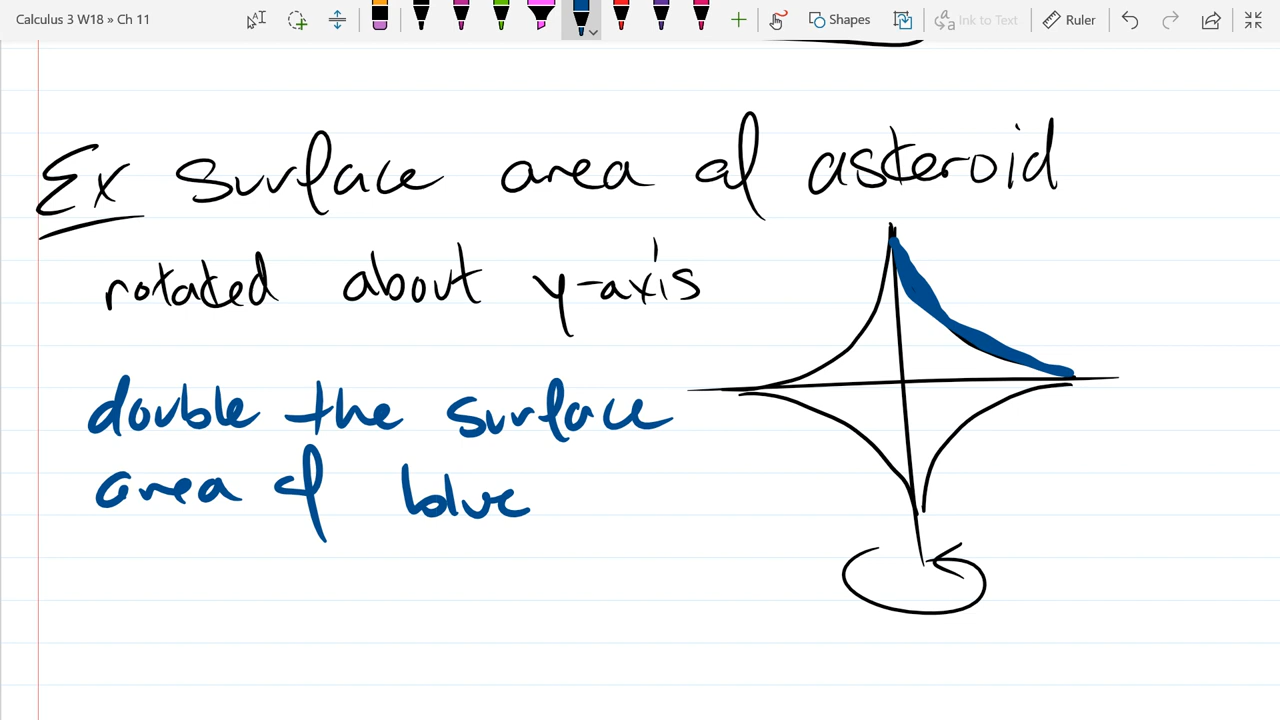 Calculus 3 W18 » Ch 11
Shapes
Ink to Text
Ruler
Ex surface area of asteroid
rotated about y-axis
double the surface
area of blue